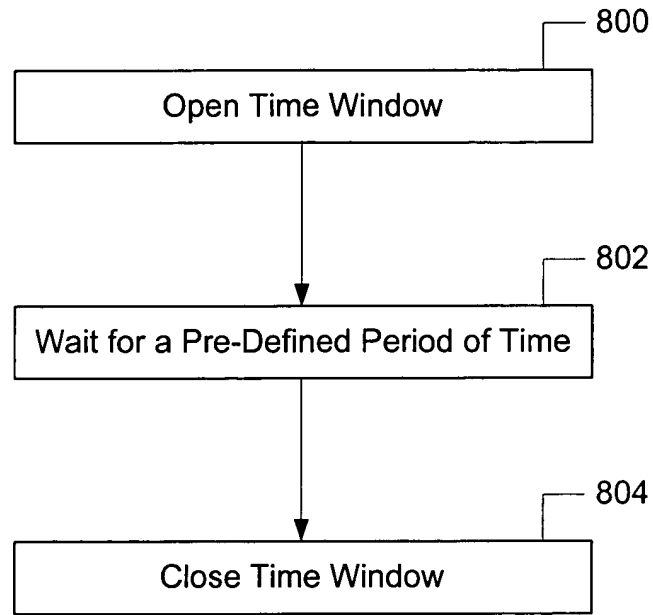 800
Open Time Window
802
Wait for a Pre-Defined Period of Time
804
Close Time Window